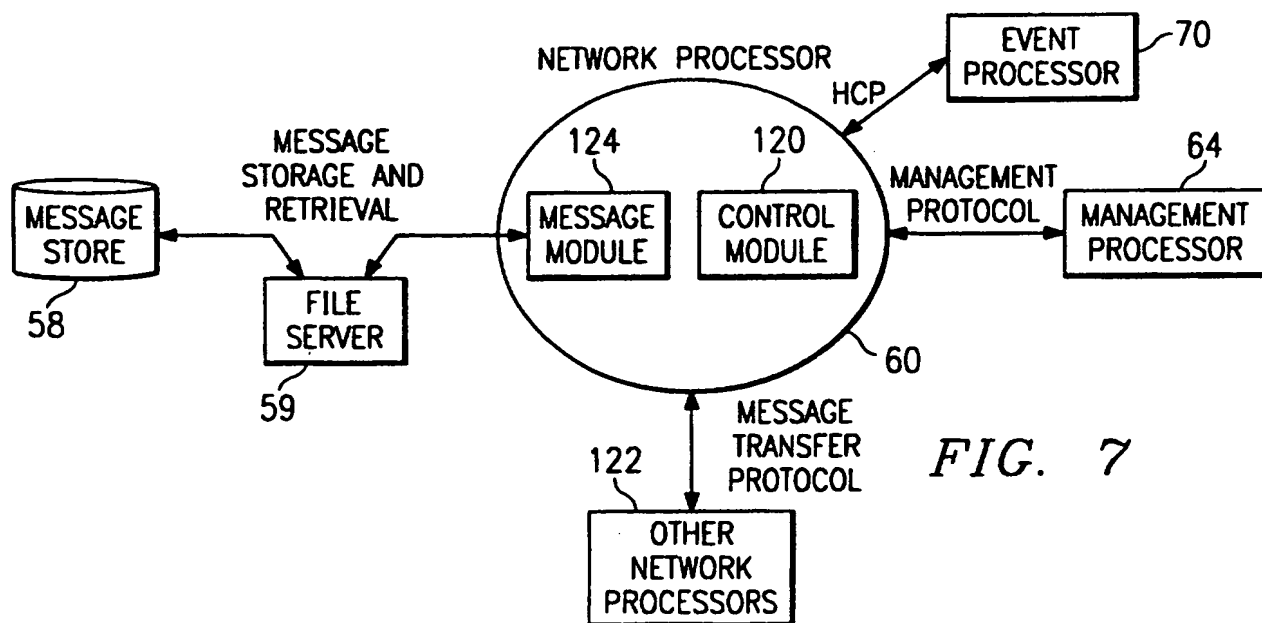 NETWORK PROCESSOR
EVENT
PROCESSOR
70
HCP
MESSAGE
STORAGE AND
RETRIEVAL
124
120
64
MESSAGE
STORE
58
FILE
SERVER
59
MESSAGE
MODULE
CONTROL
MODULE
MANAGEMENT
PROTOCOL
MANAGEMENT
PROCESSOR
60
MESSAGE
TRANSFER
PROTOCOL
122
OTHER
NETWORK
PROCESSORS
FIG. 7